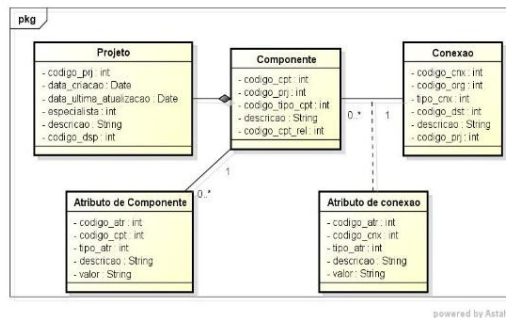 pkg
Projeto
- codigo_prj : int
- data_criacao : Date
- data_ultima_atualizacao : Date
- especialista : int
- descricao : String
- codigo_dsp : int
Componente
- codigo_cpt : int
- codigo_prj : int
- codigo_tipo_cpt : int
- descricao : String
- codigo_cpt_rel : int
0..*
1
Conexao
- codigo_cnx : int
- codigo_org : int
- tipo_cnx : int
- codigo_dst : int
- descricao : String
- codigo_prj : int
1
0..*
Atributo de Componente
- codigo_atr : int
- codigo_cpt : int
- tipo_atr : int
- descricao : String
- valor : String
Atributo de conexao
- codigo_atr : int
- codigo_cnx : int
- tipo_atr : int
- descricao : String
- valor : String
powered by Astah